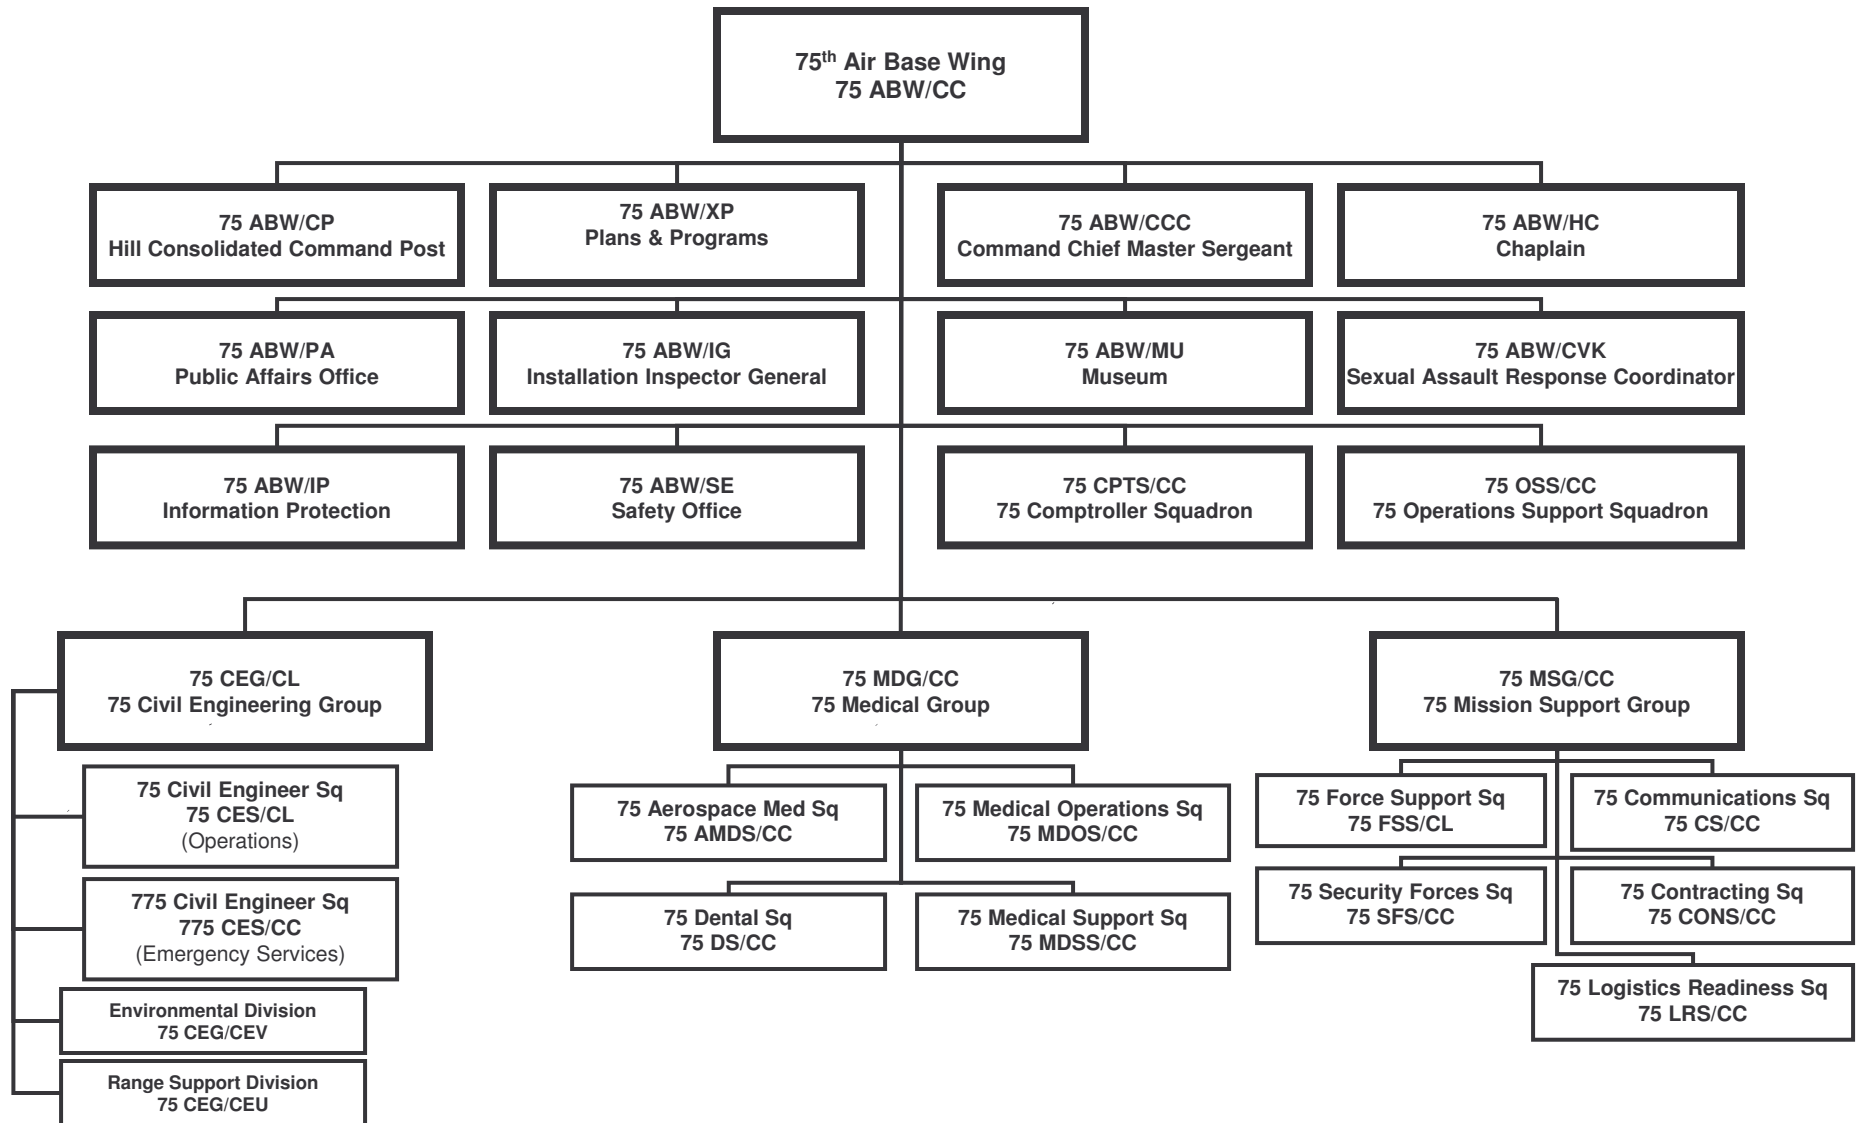 75th Air Base Wing
75 ABW/CC
75 ABW/CP
Hill Consolidated Command Post
75 ABW/XP
Plans & Programs
75 ABW/CCC
Command Chief Master Sergeant
75 ABW/HC
Chaplain
75 ABW/PA
Public Affairs Office
75 ABW/IG
Installation Inspector General
75 ABW/MU
Museum
75 ABW/CVK
Sexual Assault Response Coordinator
75 ABW/IP
Information Protection
75 ABW/SE
Safety Office
75 CPTS/CC
75 Comptroller Squadron
75 OSS/CC
75 Operations Support Squadron
75 CEG/CL
75 Civil Engineering Group
75 MDG/CC
75 Medical Group
75 MSG/CC
75 Mission Support Group
75 Civil Engineer Sq
75 CES/CL
(Operations)
775 Civil Engineer Sq
775 CES/CC
(Emergency Services)
Environmental Division
75 CEG/CEV
Range Support Division
75 CEG/CEU
75 Aerospace Med Sq
75 AMDS/CC
75 Medical Operations Sq
75 MDOS/CC
75 Dental Sq
75 DS/CC
75 Medical Support Sq
75 MDSS/CC
75 Force Support Sq
75 FSS/CL
75 Communications Sq
75 CS/CC
75 Security Forces Sq
75 SFS/CC
75 Contracting Sq
75 CONS/CC
75 Logistics Readiness Sq
75 LRS/CC